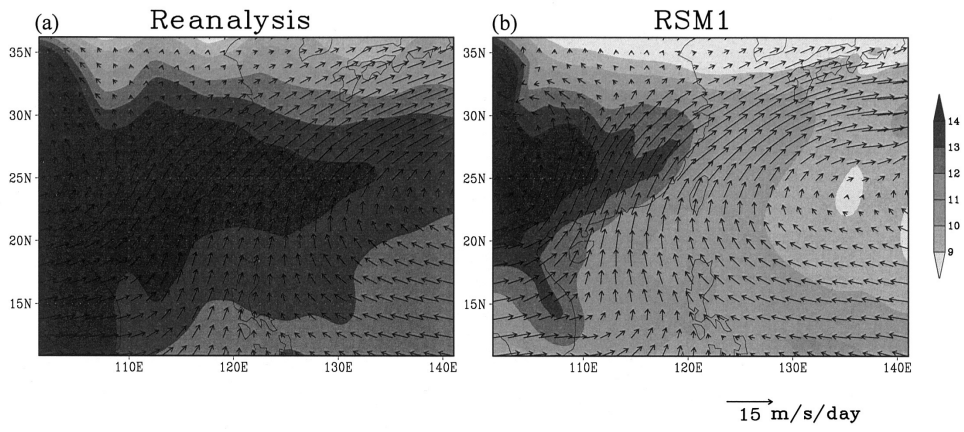 (a) Reanalysis
35N
30N
25N
20N
15N
110E 120E 130E 140E
(b) RSM1
35N
30N
25N
20N
15N
110E 120E 130E 140E
14
13
12
11
10
9
15 m/s/day